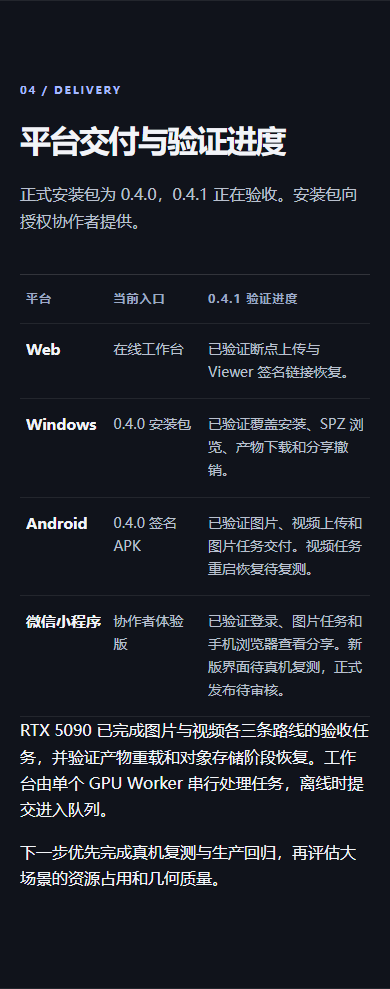 04 / DELIVERY
平台交付与验证进度
正式安装包为 0.4.0，0.4.1 正在验收。安装包向
授权协作者提供。
平台 当前入口 0.4.1 验证进度
Web 在线工作台 已验证断点上传与
Viewer 签名链接恢复。
Windows 0.4.0 安装包 已验证覆盖安装、SPZ 浏
览、产物下载和分享撤
销。
Android 0.4.0 签名 已验证图片、视频上传和
APK 图片任务交付。视频任务
重启恢复待复测。
微信小程序 协作者体验 已验证登录、图片任务和
版 手机浏览器查看分享。新
版界面待真机复测，正式
发布待审核。
RTX 5090 已完成图片与视频各三条路线的验收任
务，并验证产物重载和对象存储阶段恢复。工作
台由单个 GPU Worker 串行处理任务，离线时提
交进入队列。
下一步优先完成真机复测与生产回归，再评估大
场景的资源占用和几何质量。